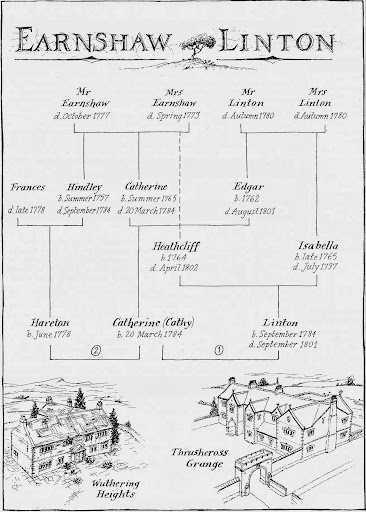 EARNSHAW LINTON
Mr Earnshaw
d. October 1777
Mrs Earnshaw
d. Spring 1773
Mr Linton
d. Autumn 1780
Mrs Linton
d. Autumn 1780
Frances
d. late 1778
Hindley
b. Summer 1757
d. September 1784
Catherine
b. Summer 1765
d. 20 March 1784
Edgar
b. 1762
d. August 1801
Heathcliff
b. 1764
d. April 1802
Isabella
b. late 1765
d. July 1797
Hareton
b. June 1778
Catherine (Cathy)
b. 20 March 1784
Linton
b. September 1784
d. September 1801
2
1
Wuthering
Heights
Thrushcross
Grange